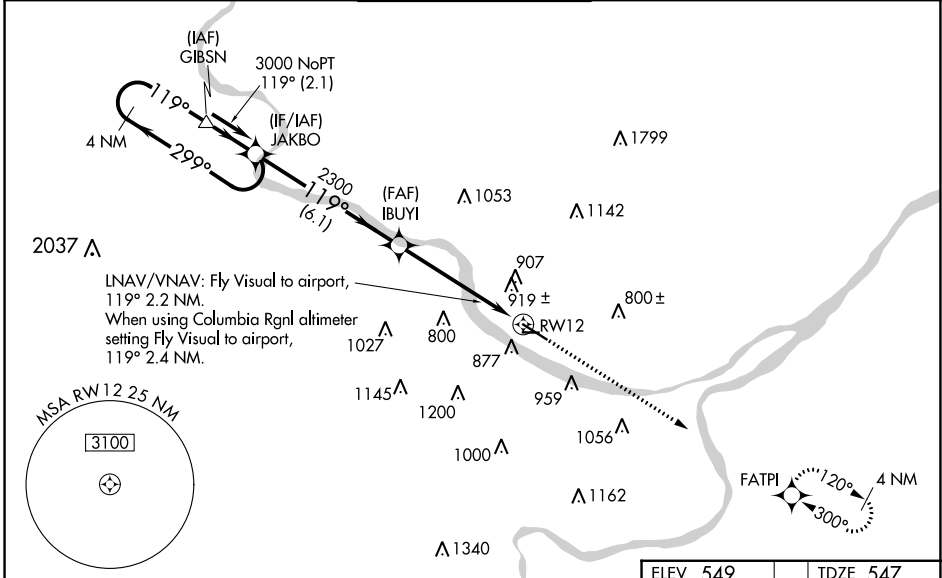 (IAF)
GIBSN
3000 NoPT
119° (2.1)
(IF/IAF)
JAKBO
119°
4 NM
299°
2300
119°
(6.1)
(FAF)
IBUYI
1799
1053
1142
2037
907
919 ±
800 ±
LNAV/VNAV: Fly Visual to airport,
119° 2.2 NM.
When using Columbia Rgnl altimeter
setting Fly Visual to airport,
119° 2.4 NM.
RW12
1027
800
877
1145
1200
959
1056
1000
MSA RW12 25 NM
3100
FATPI
120°
4 NM
300°
1162
1340
ELEV 549
TDZE 547